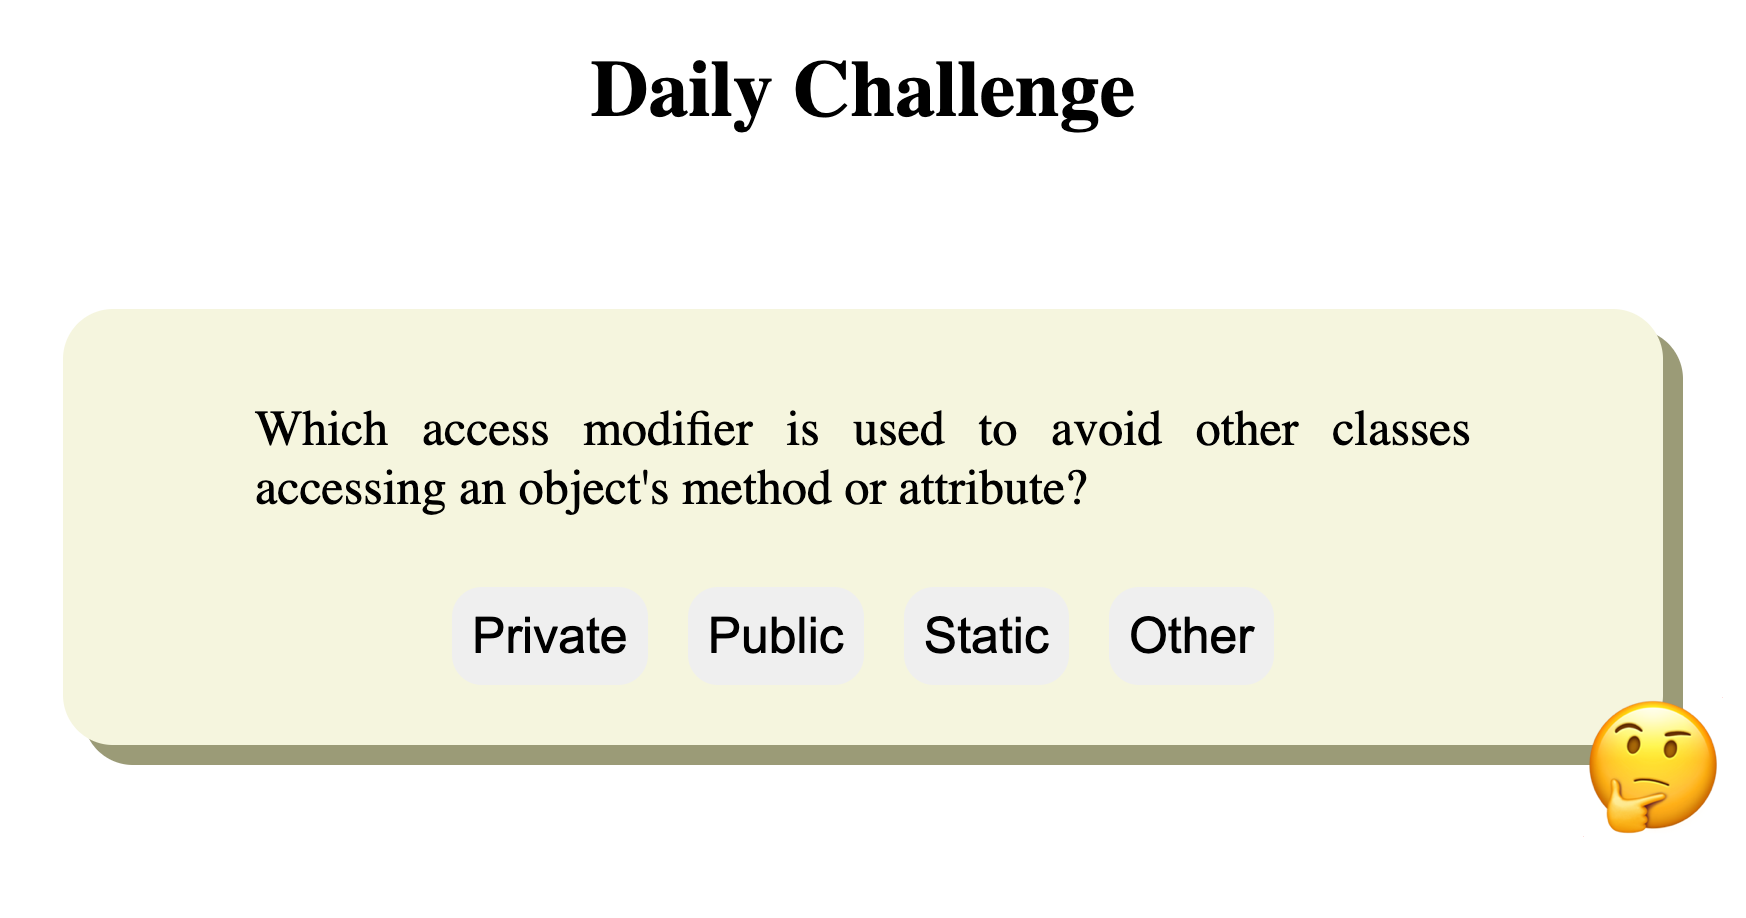 Daily Challenge
Which access modifier is used to avoid other classes
accessing an object's method or attribute?
Private Public Static Other